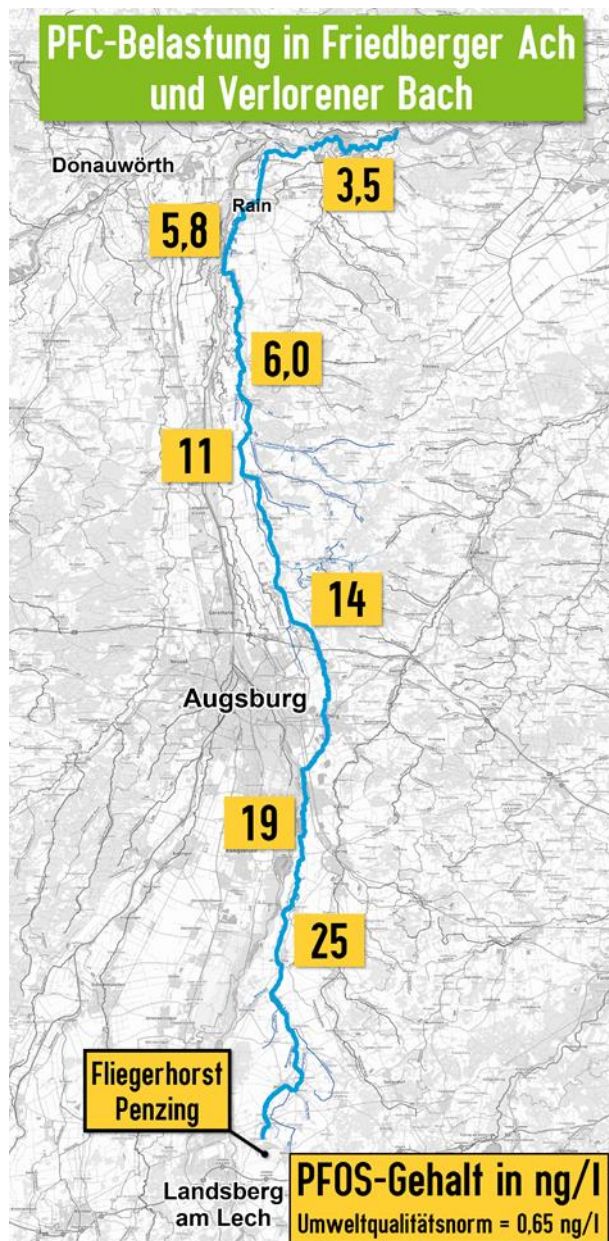 PFC-Belastung in Friedberger Ach
und Verlorener Bach
Donauwörth
3,5
Rain
5,8
6,0
11
14
Augsburg
19
25
Fliegerhorst
Penzing
Landsberg
am Lech
PFOS-Gehalt in ng/l
Umweltqualitätsnorm = 0,65 ng/l